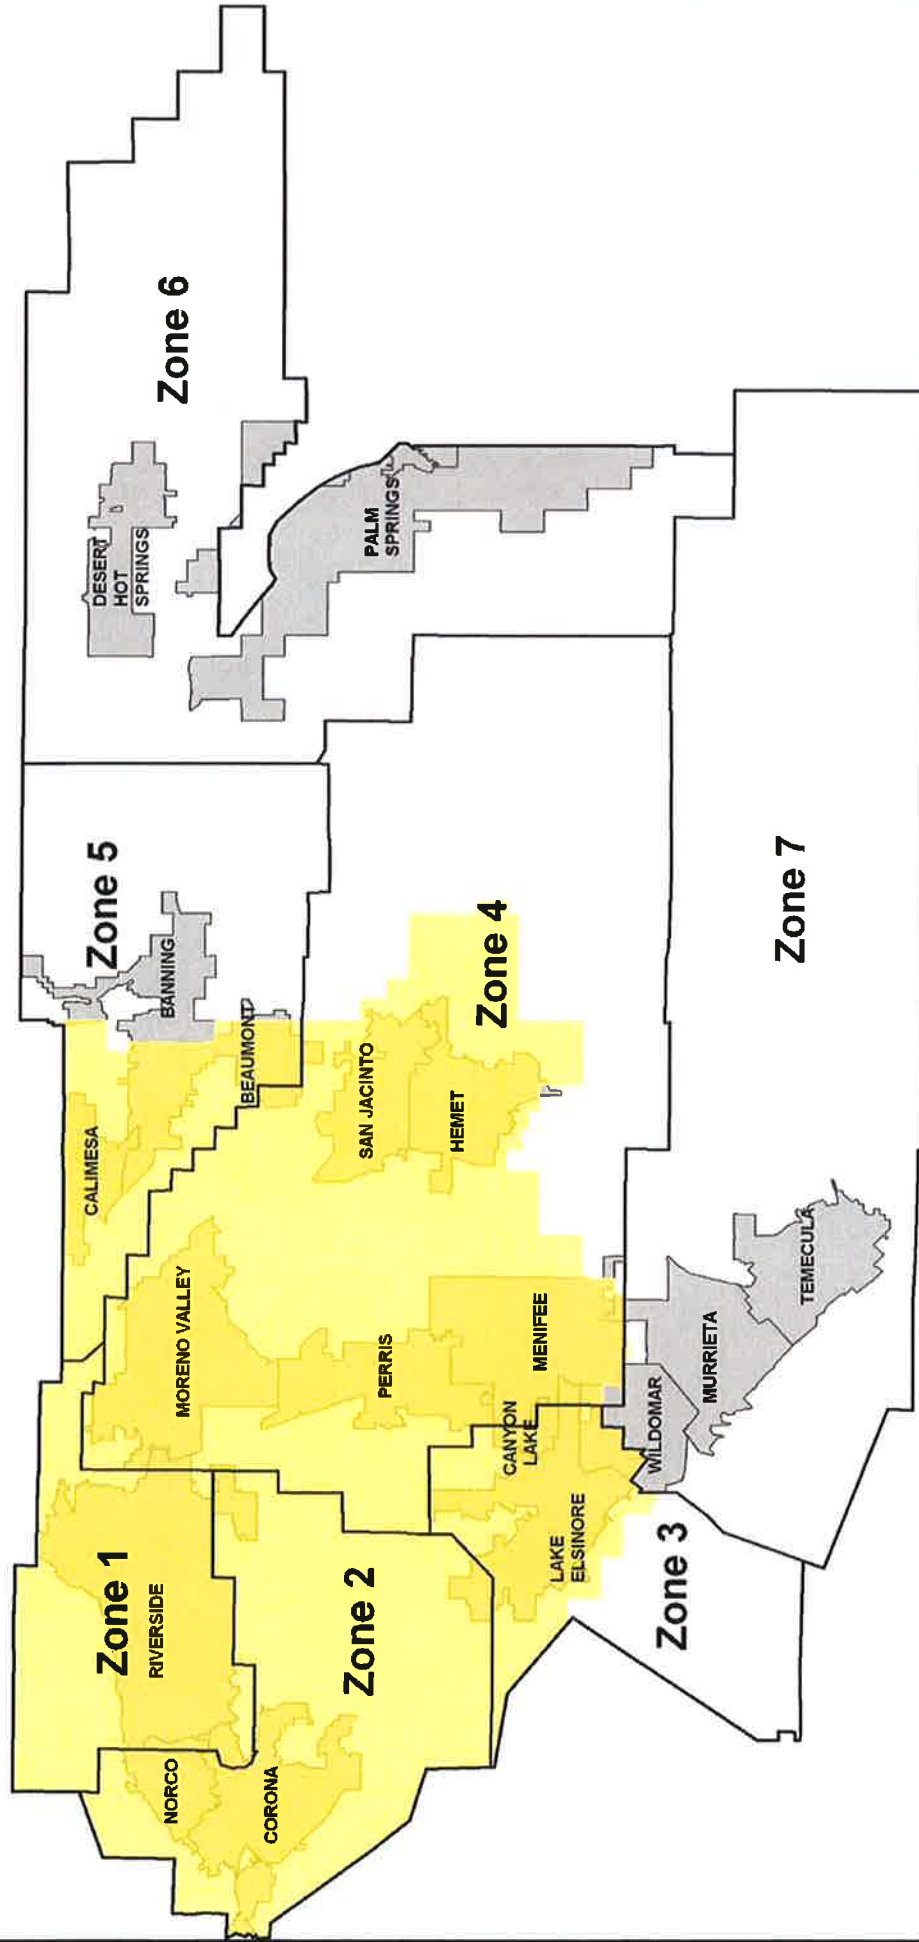 Zone 1
RIVERSIDE
NORCO
CORONA
Zone 2
MORENO VALLEY
PERRIS
CALIMESA
BEAUMONT
BANNING
Zone 5
DESERT
HOT
SPRINGS
Zone 6
PALM
SPRINGS
SAN JACINTO
HEMET
Zone 4
MENIFEE
CANYON
LAKE
LAKE
ELSINORE
Zone 3
WILDOMAR
MURRIETA
TEMECULA
Zone 7